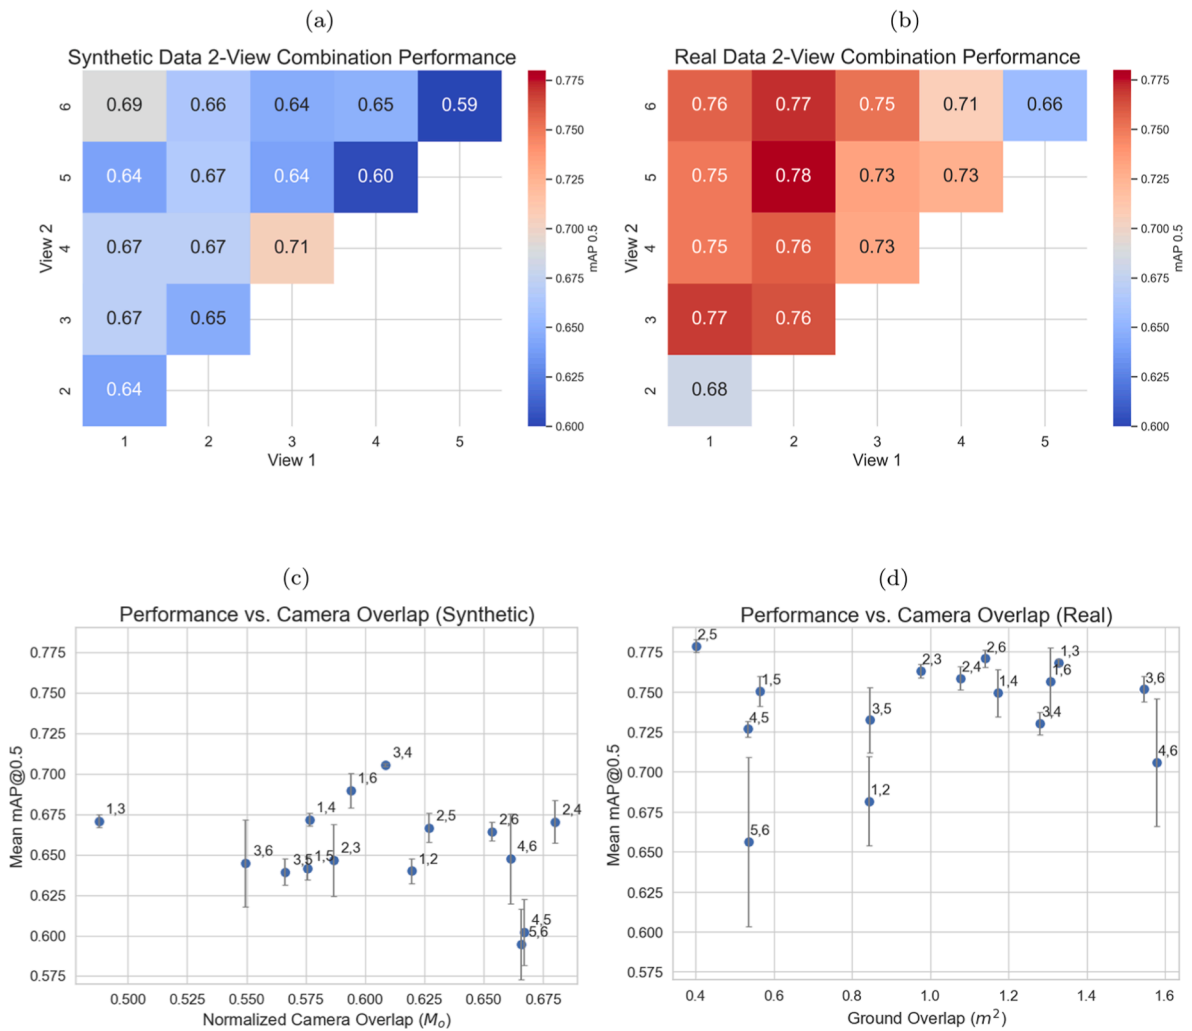 (a)
Synthetic Data 2-View Combination Performance
6 0.69 0.66 0.64 0.65 0.59
5 0.64 0.67 0.64 0.60
4 0.67 0.67 0.71
3 0.67 0.65
2 0.64
1 2 3 4 5
View 1
View 2
0.775
0.750
0.725
0.700
0.675
0.650
0.625
0.600
mAP 0.5
(b)
Real Data 2-View Combination Performance
6 0.76 0.77 0.75 0.71 0.66
5 0.75 0.78 0.73 0.73
4 0.75 0.76 0.73
3 0.77 0.76
2 0.68
1 2 3 4 5
View 1
View 2
0.775
0.750
0.725
0.700
0.675
0.650
0.625
0.600
mAP 0.5
(c)
Performance vs. Camera Overlap (Synthetic)
0.775
0.750
0.725
0.700
0.675
0.650
0.625
0.600
0.575
Mean mAP@0.5
3,4
1,6
1,3
1,4
2,5
2,6
2,4
3,6
3,5
1,5
2,3
1,2
4,6
4,5
5,6
0.500 0.525 0.550 0.575 0.600 0.625 0.650 0.675
Normalized Camera Overlap (M_o)
(d)
Performance vs. Camera Overlap (Real)
0.775
0.750
0.725
0.700
0.675
0.650
0.625
0.600
0.575
Mean mAP@0.5
2,5
2,3
2,6
1,3
2,4
1,6
1,5
1,4
3,6
4,5
3,5
3,4
4,6
1,2
5,6
0.4 0.6 0.8 1.0 1.2 1.4 1.6
Ground Overlap (m²)